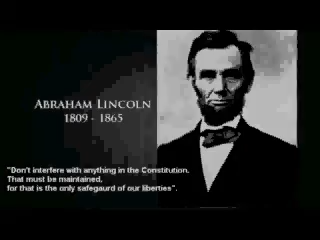 ABRAHAM LINCOLN
1809 - 1865
"Don't interfere with anything in the Constitution.
That must be maintained,
for that is the only safegaurd of our liberties".